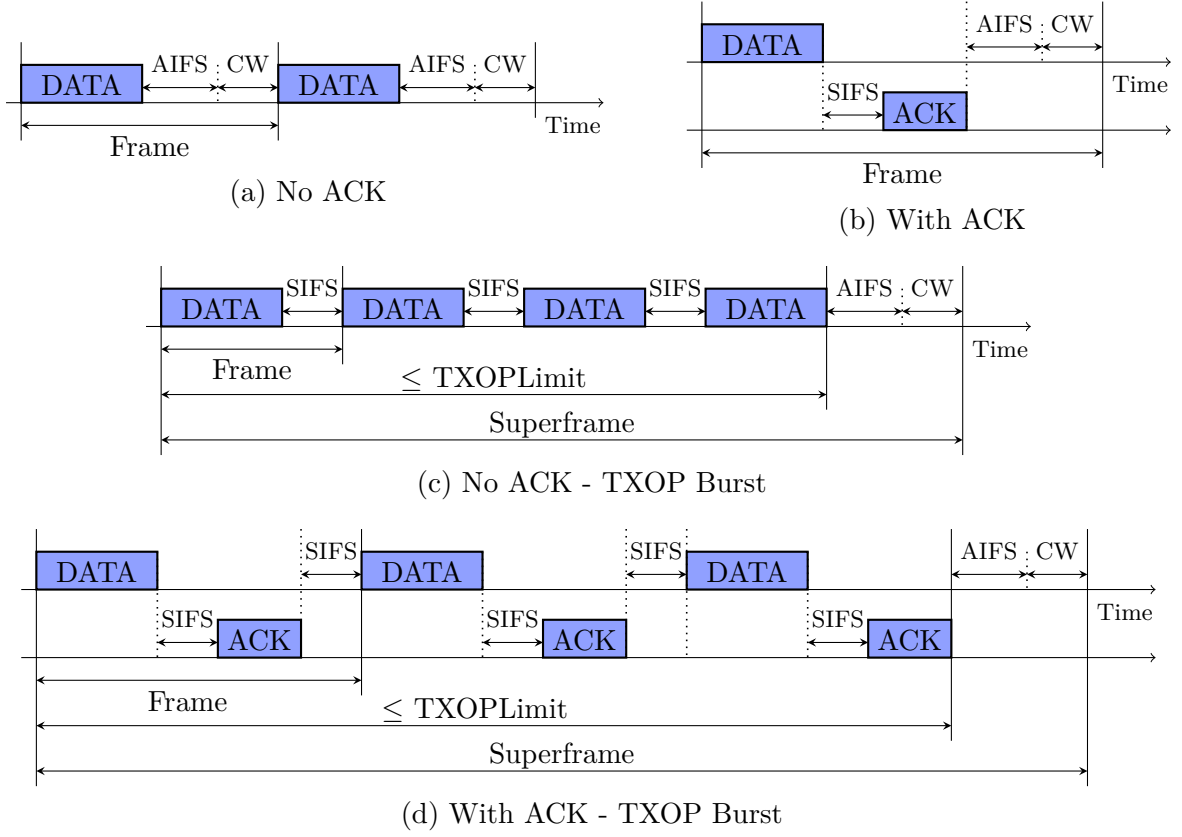 AIFS CW AIFS CW
DATA DATA
Time
Frame
(a) No ACK
AIFS CW
DATA
Time
SIFS
ACK
Frame
(b) With ACK
SIFS SIFS SIFS AIFS CW
DATA DATA DATA DATA
Time
Frame
≤ TXOPLimit
Superframe
(c) No ACK - TXOP Burst
SIFS SIFS AIFS CW
DATA DATA DATA
Time
SIFS SIFS SIFS
ACK ACK ACK
Frame
≤ TXOPLimit
Superframe
(d) With ACK - TXOP Burst